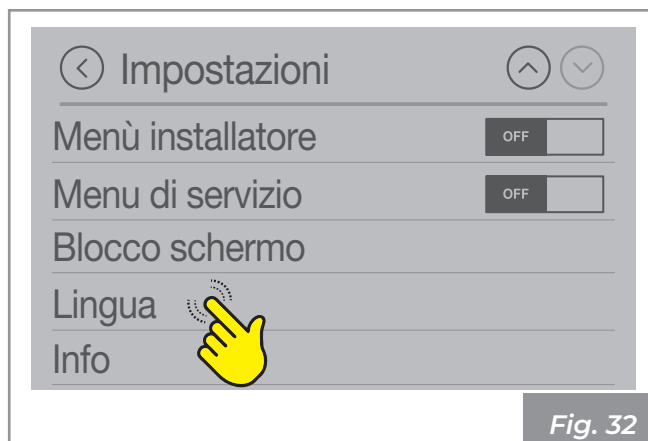 Impostazioni
Menù installatore OFF
Menu di servizio OFF
Blocco schermo
Lingua
Info
Fig. 32